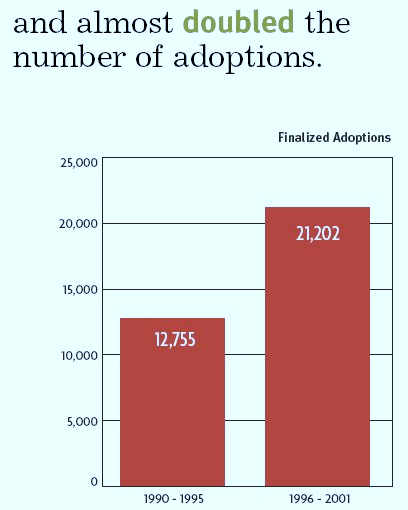 and almost doubled the
number of adoptions.
Finalized Adoptions
25,000
20,000
15,000
10,000
5,000
0
21,202
12,755
1990 - 1995
1996 - 2001